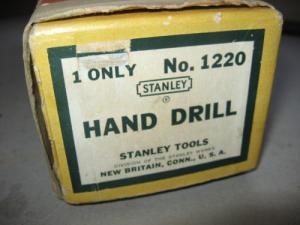 1 ONLY No. 1220
STANLEY
®
HAND DRILL
STANLEY TOOLS
DIVISION OF THE STANLEY WORKS
NEW BRITAIN, CONN., U. S. A.